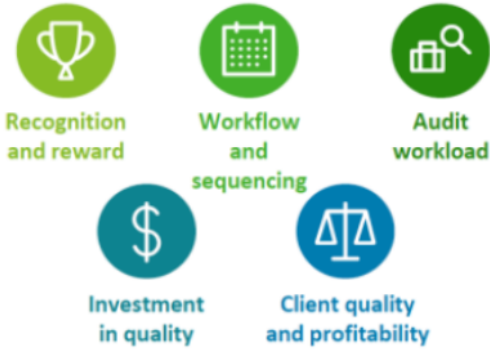 Recognition
and reward
Workflow
and
sequencing
Audit
workload
$
Investment
in quality
Client quality
and profitability